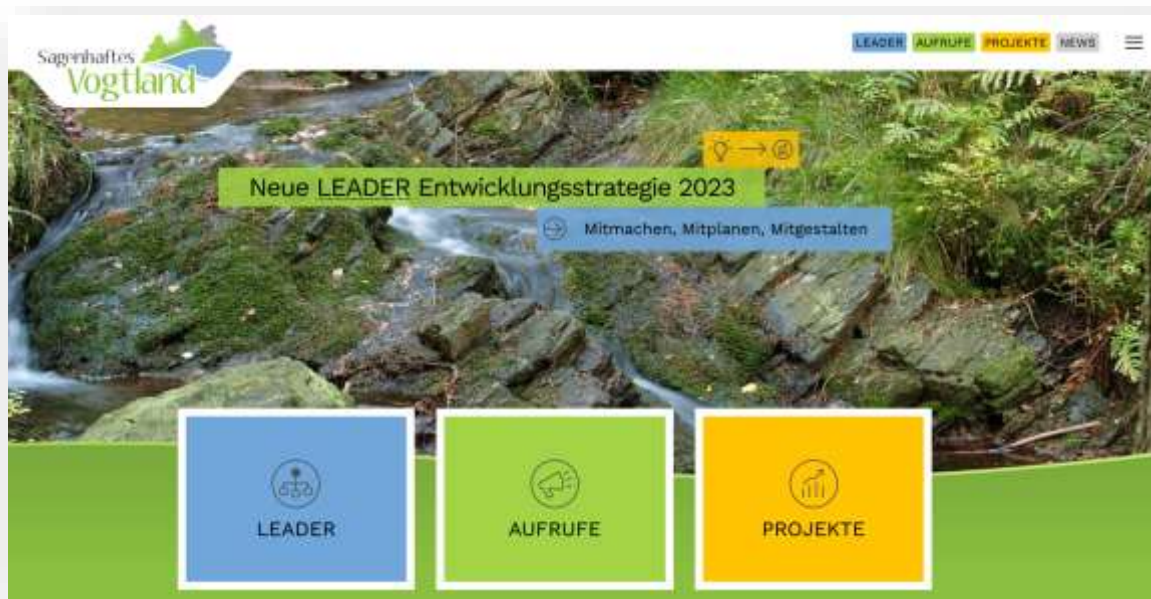 Sagenhaftes
Vogtland
LEADER AUFRUFE PROJEKTE NEWS
Neue LEADER Entwicklungsstrategie 2023
Mitmachen, Mitplanen, Mitgestalten
LEADER
AUFRUFE
PROJEKTE